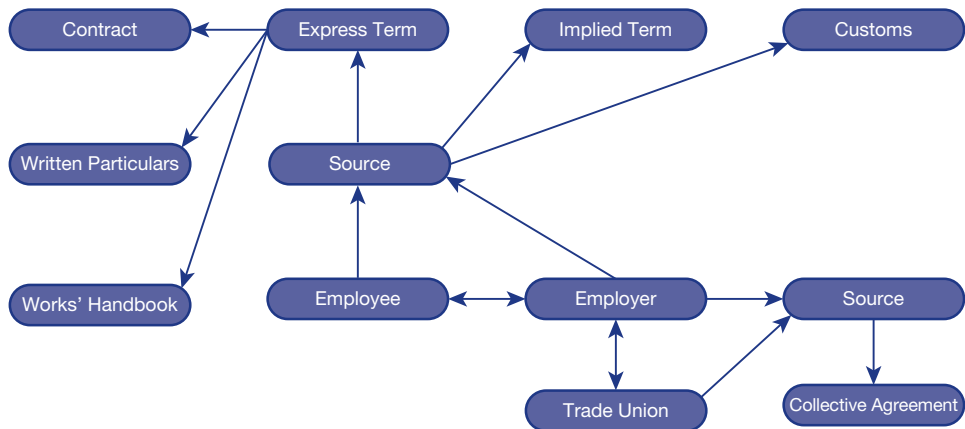 Contract
Express Term
Implied Term
Customs
Written Particulars
Source
Works’ Handbook
Employee
Employer
Source
Trade Union
Collective Agreement